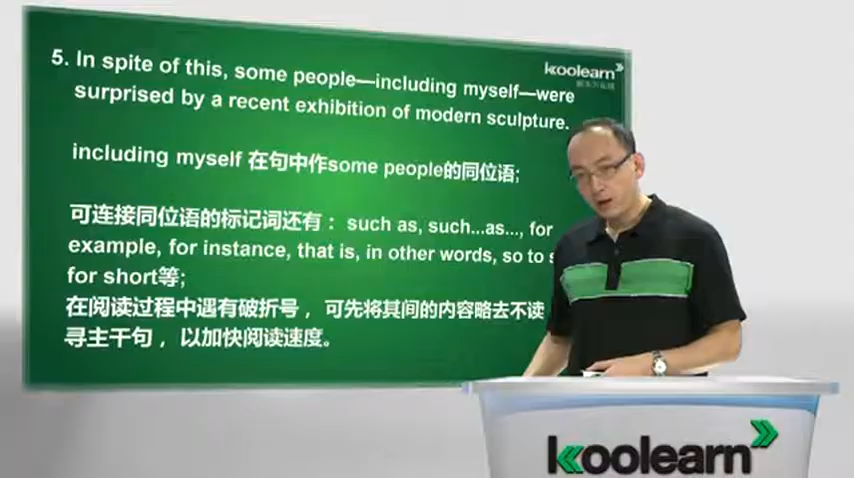 koolearn
5. In spite of this, some people—including myself—were
surprised by a recent exhibition of modern sculpture.
including myself 在句中作some people的同位语;
可连接同位语的标记词还有： such as, such...as..., for
example, for instance, that is, in other words, so to s
for short等;
在阅读过程中遇有破折号， 可先将其间的内容略去不读
寻主干句， 以加快阅读速度。
koolearn